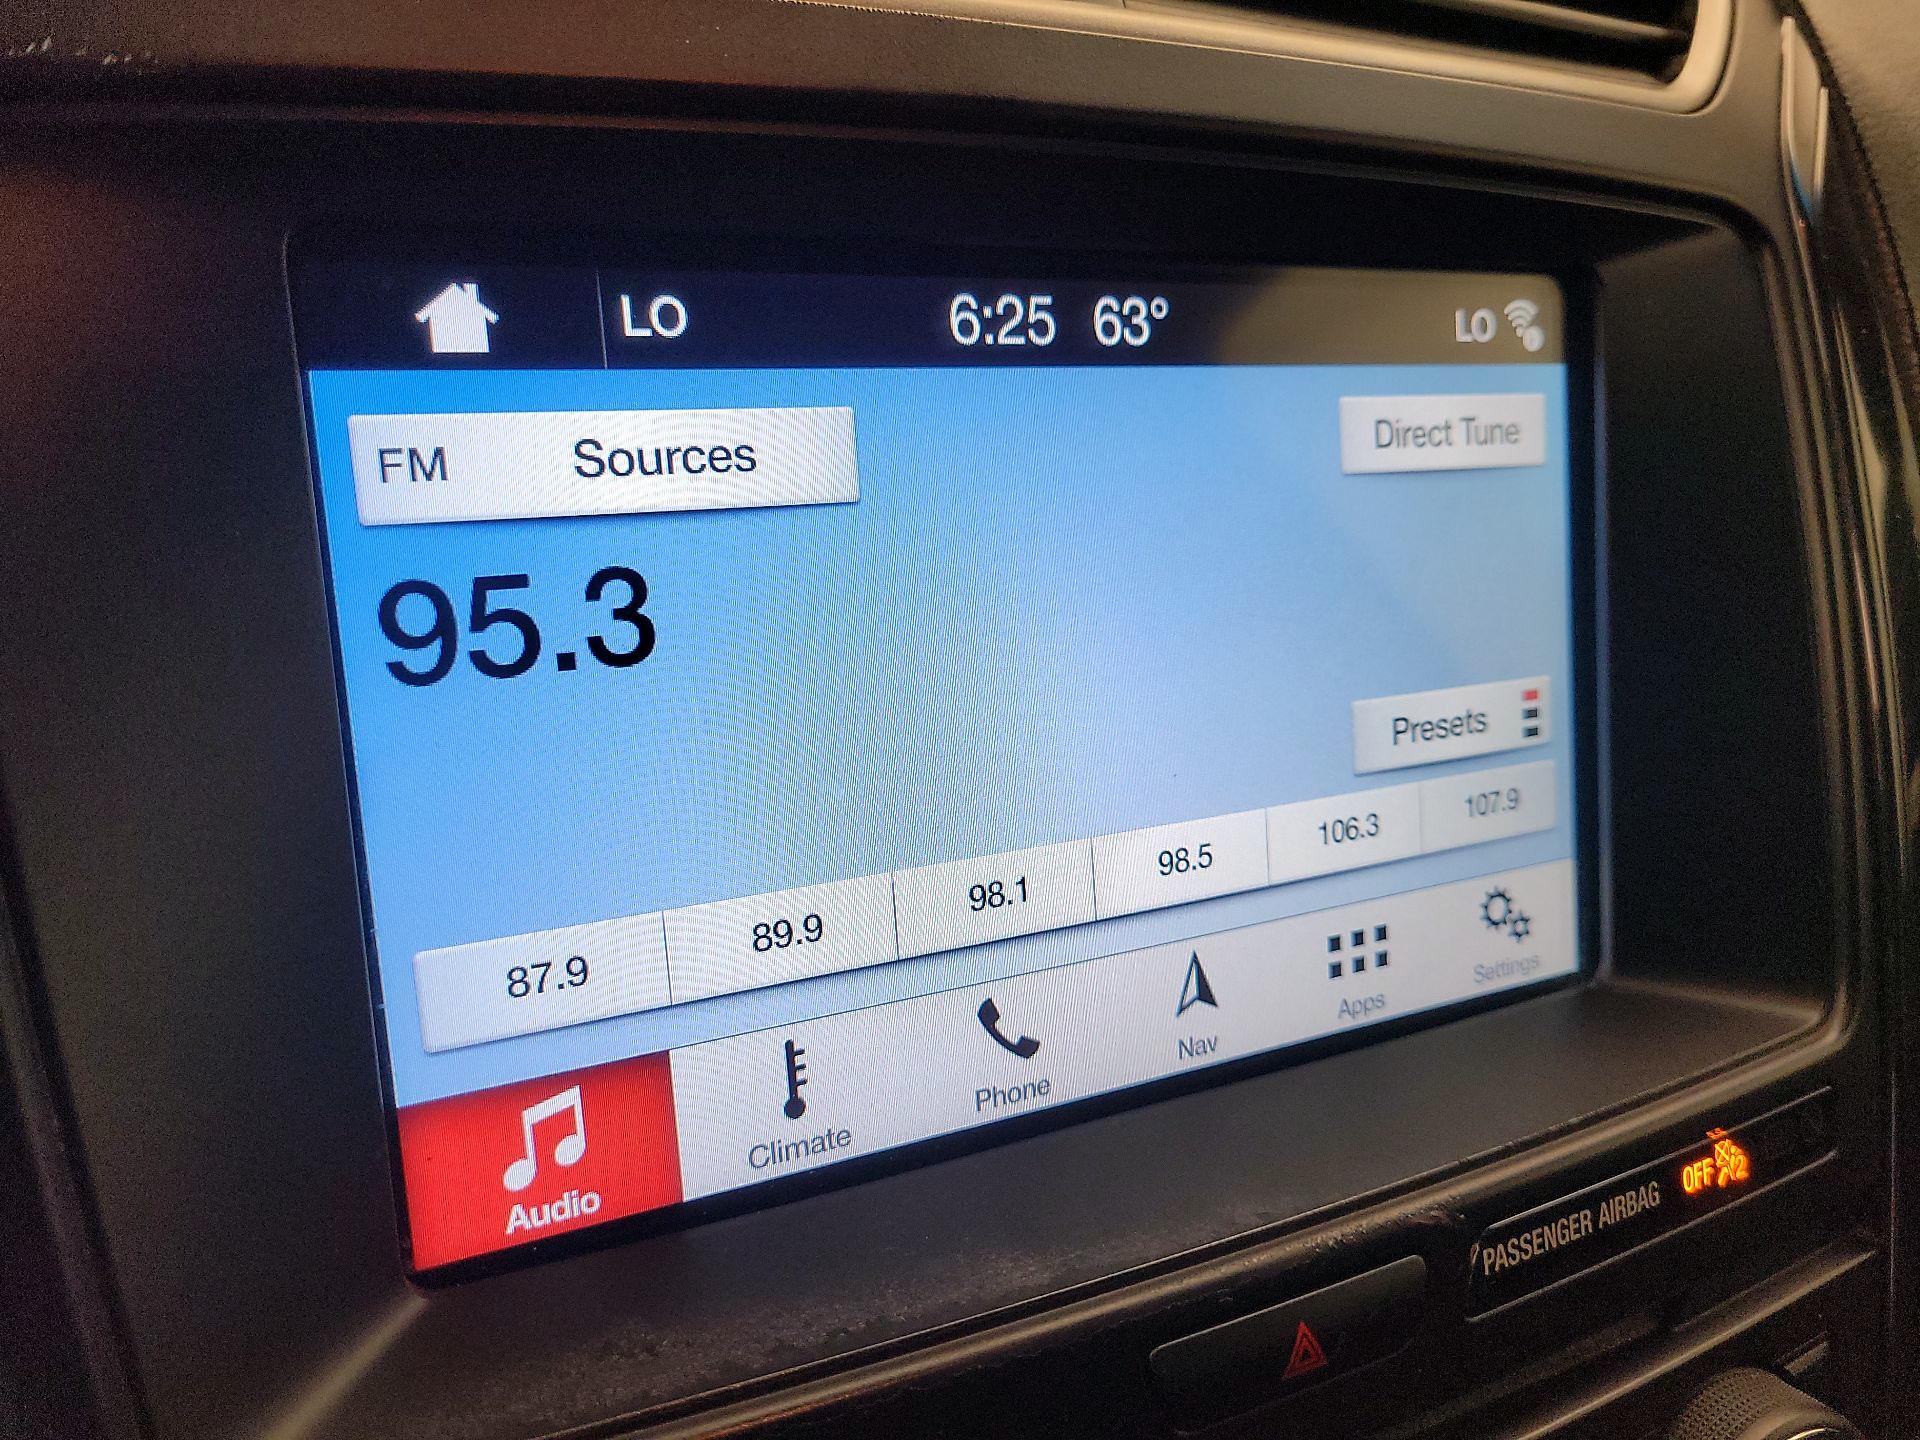 LO 6:25 63° LO
FM Sources Direct Tune
95.3
Presets
87.9 89.9 98.1 98.5 106.3 107.9
Audio Climate Phone Nav Apps Settings
PASSENGER AIRBAG OFF 2